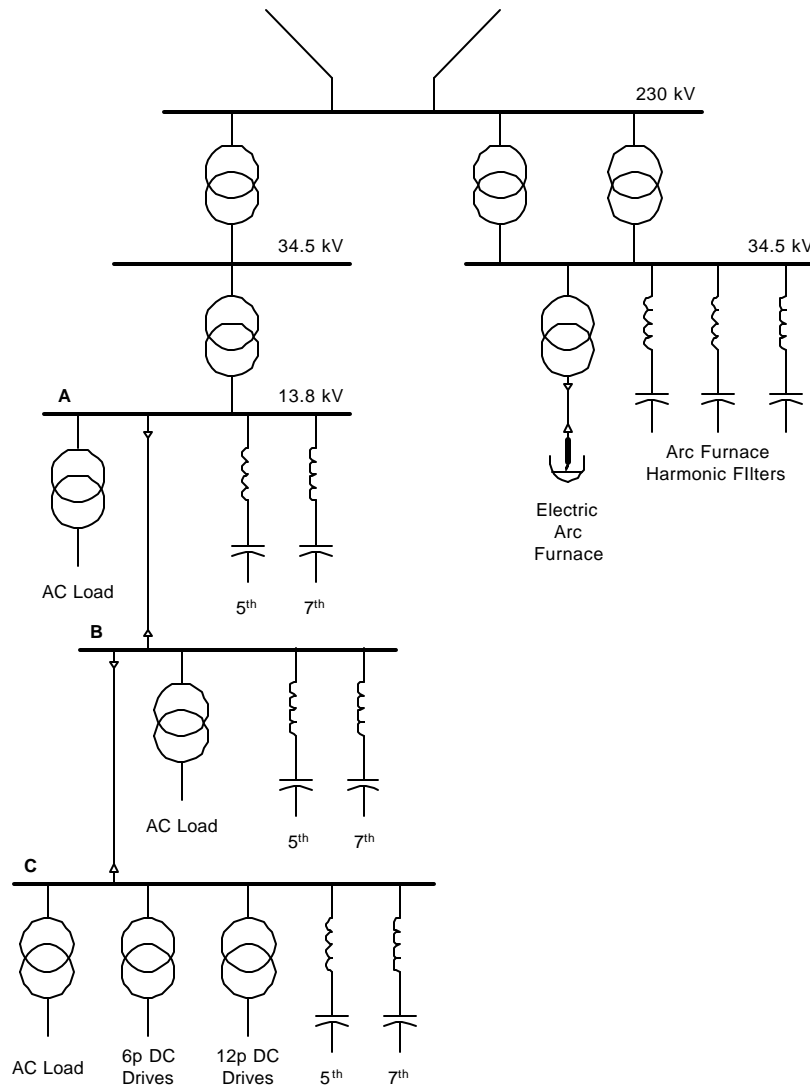 230 kV
34.5 kV
34.5 kV
A
13.8 kV
Arc Furnace
Harmonic FIlters
Electric
Arc
Furnace
AC Load
5th
7th
B
AC Load
5th
7th
C
AC Load
6p DC
Drives
12p DC
Drives
5th
7th